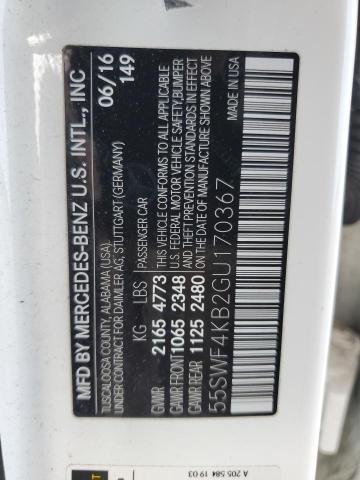 MFD BY MERCEDES-BENZ U.S. INTL., INC
TUSCALOOSA COUNTY, ALABAMA (USA)
UNDER CONTRACT FOR DAIMLER AG, STUTTGART (GERMANY)
06/16
149
KG LBS
PASSENGER CAR
GVWR 2165 4773
GAWR FRONT 1065 2348
GAWR REAR 1125 2480
THIS VEHICLE CONFORMS TO ALL APPLICABLE
U.S. FEDERAL MOTOR VEHICLE SAFETY,BUMPER
AND THEFT PREVENTION STANDARDS IN EFFECT
ON THE DATE OF MANUFACTURE SHOWN ABOVE
55SWF4KB2GU170367
MADE IN USA
A 205 584 19 03